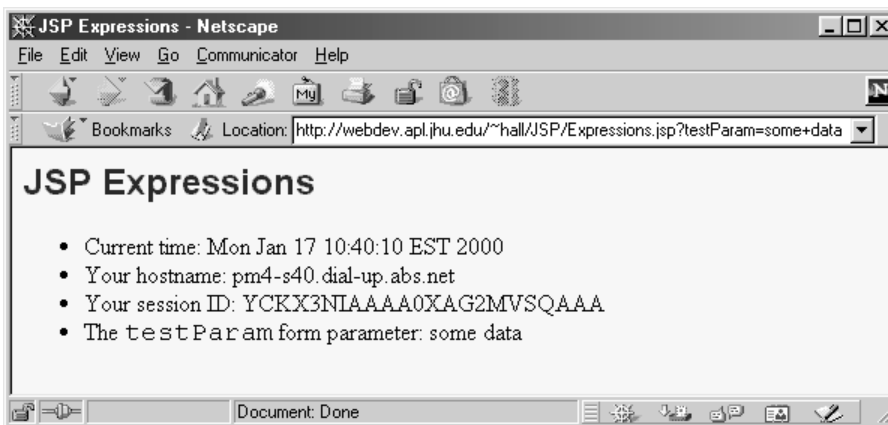 JSP Expressions - Netscape
File Edit View Go Communicator Help
My
N
Bookmarks Location: http://webdev.apl.jhu.edu/~hall/JSP/Expressions.jsp?testParam=some+data
JSP Expressions
• Current time: Mon Jan 17 10:40:10 EST 2000
• Your hostname: pm4-s40.dial-up.abs.net
• Your session ID: YCKX3NIAAAA0XAG2MVSQAAA
• The testParam form parameter: some data
Document: Done